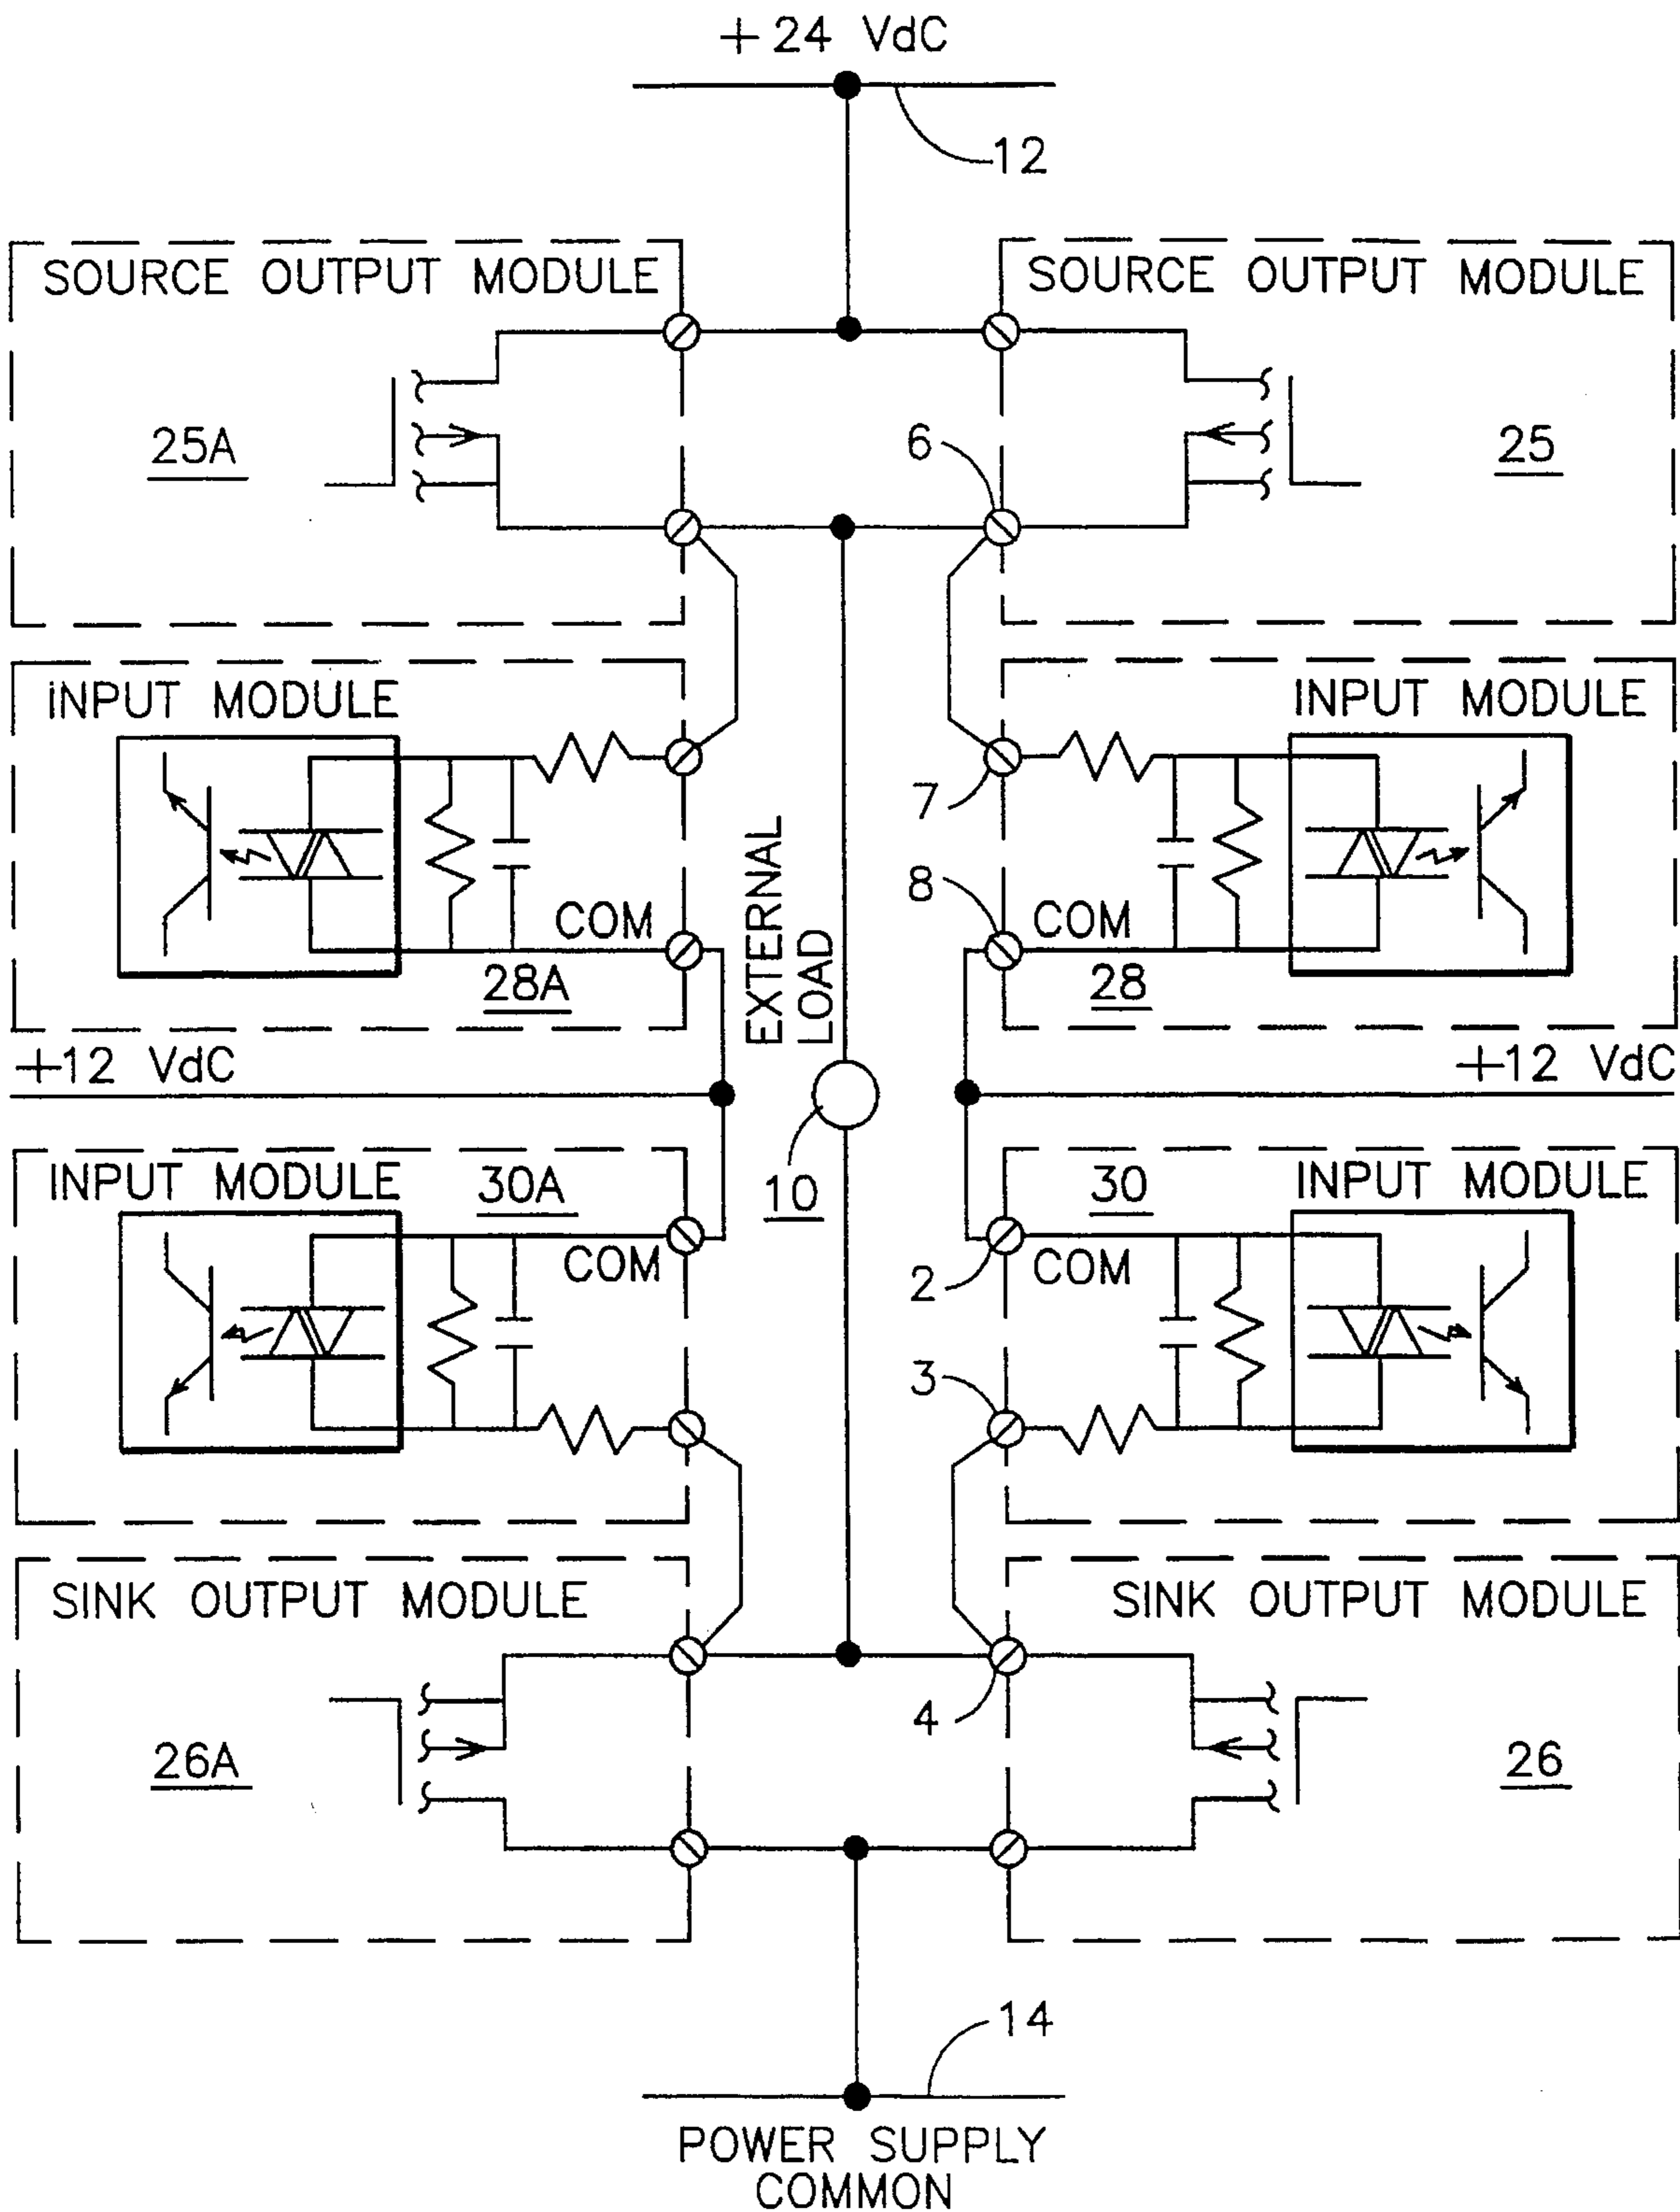 +24 VdC
12
SOURCE OUTPUT MODULE
SOURCE OUTPUT MODULE
25A
6
25
INPUT MODULE
INPUT MODULE
7
EXTERNAL
LOAD
8
COM
COM
28A
28
+12 VdC
+12 VdC
INPUT MODULE
30A
10
30
INPUT MODULE
COM
2
COM
3
SINK OUTPUT MODULE
SINK OUTPUT MODULE
4
26A
26
14
POWER SUPPLY
COMMON